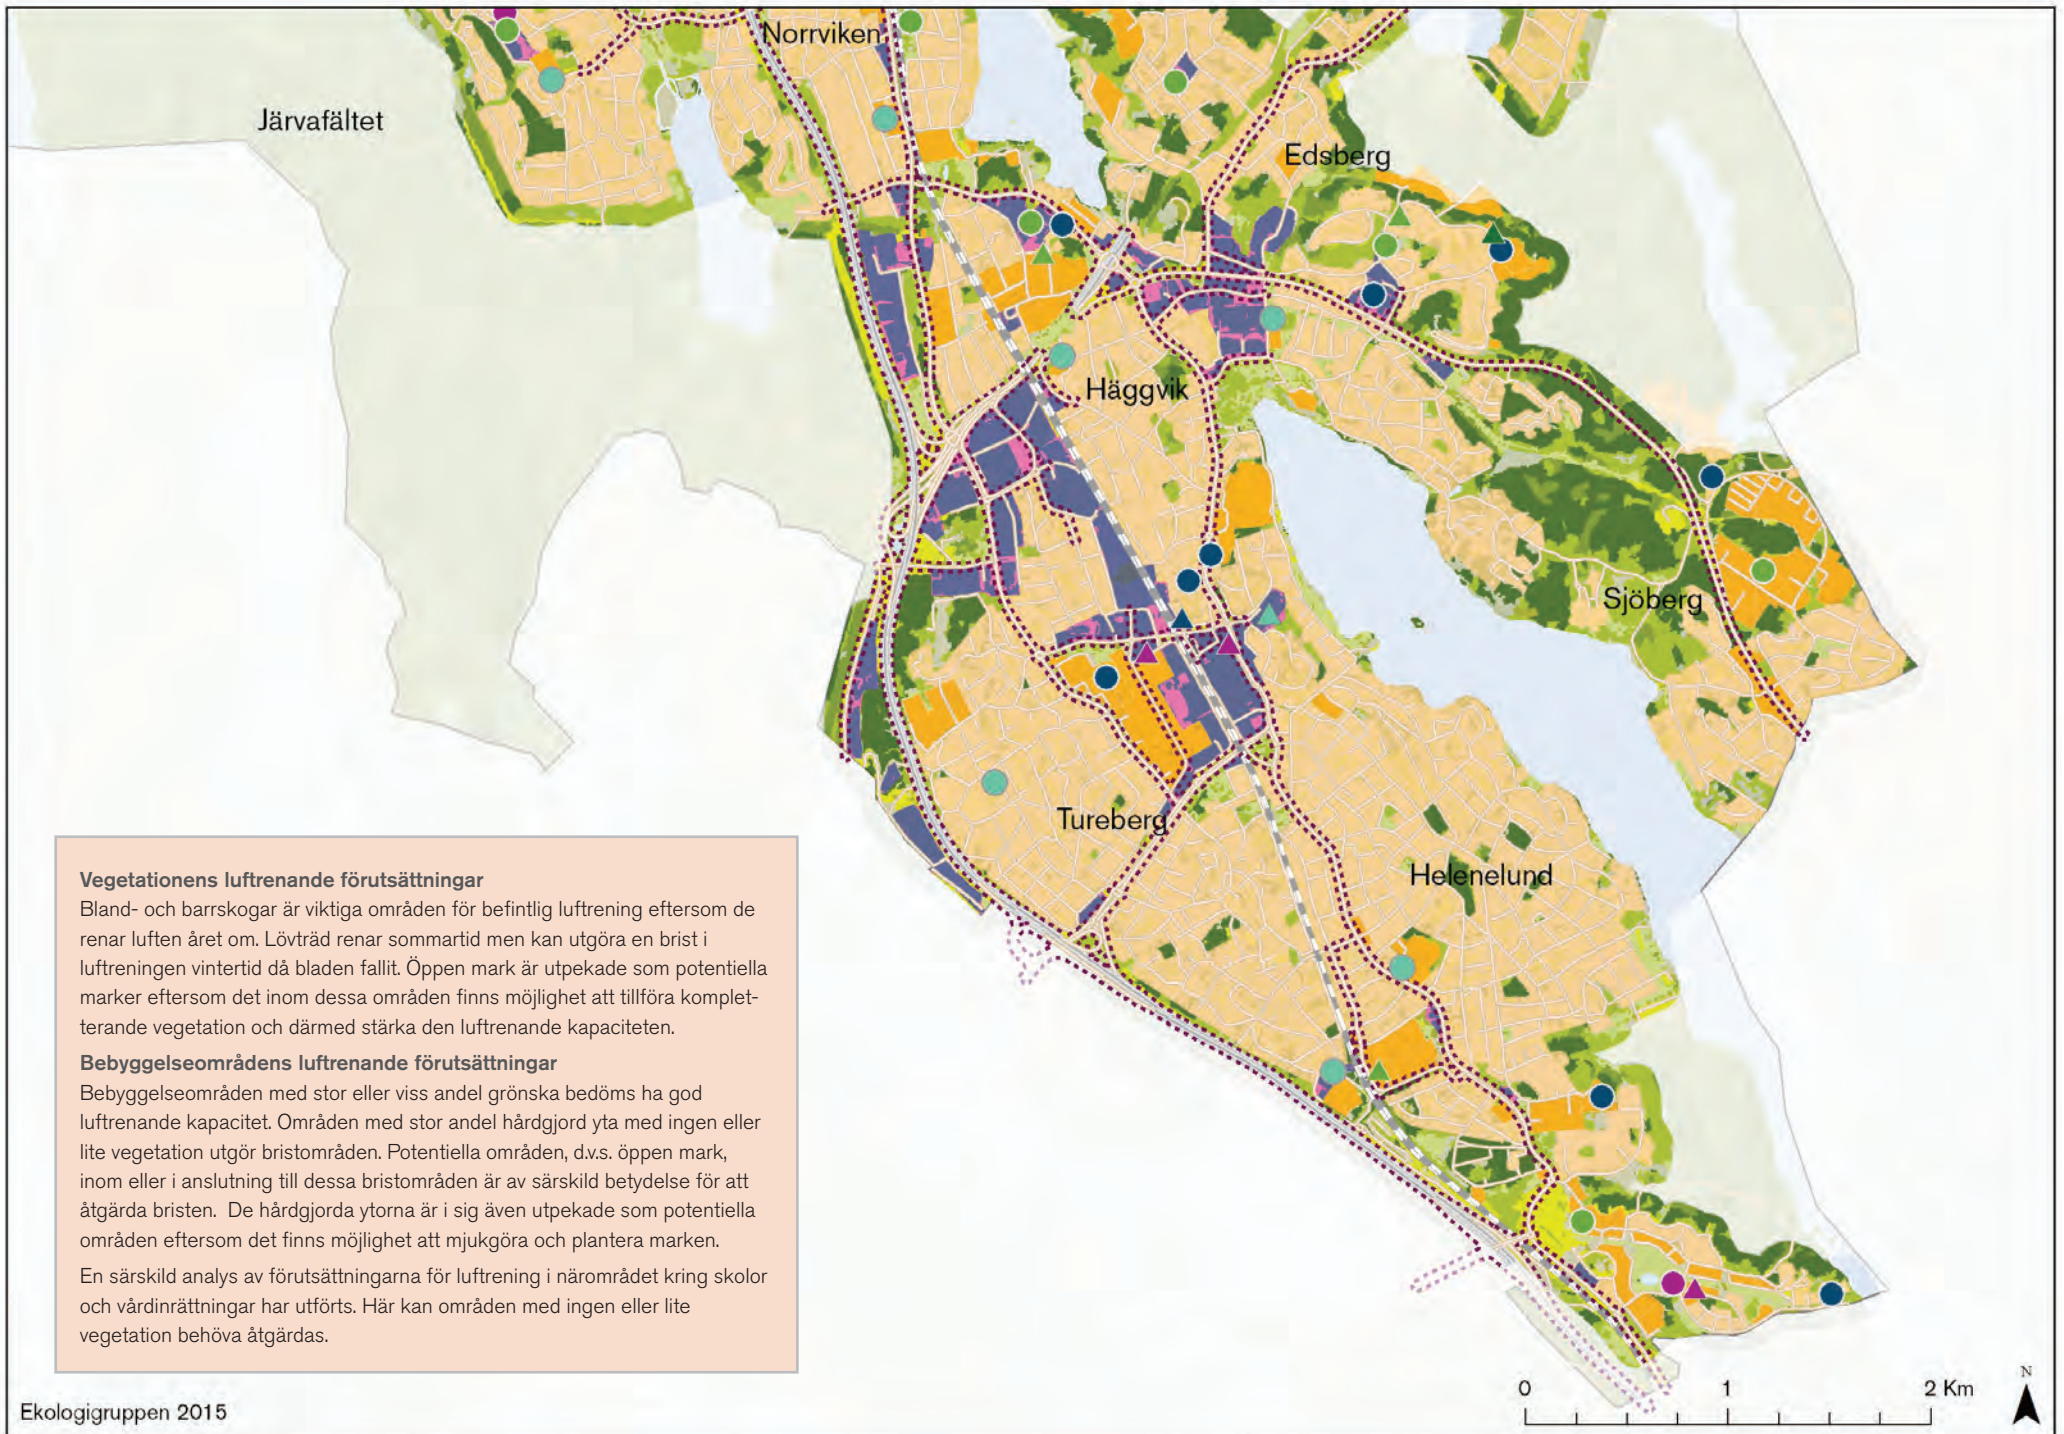 Norrviken
Järvafältet
Edsberg
Häggvik
Sjöberg
Tureberg
Helenelund
Vegetationens luftrenande förutsättningar
Bland- och barrskogar är viktiga områden för befintlig luftrening eftersom de
renar luften året om. Lövträd renar sommartid men kan utgöra en brist i
luftreningen vintertid då bladen fallit. Öppen mark är utpekade som potentiella
marker eftersom det inom dessa områden finns möjlighet att tillföra komplet-
terande vegetation och därmed stärka den luftrenande kapaciteten.
Bebyggelseområdens luftrenande förutsättningar
Bebyggelseområden med stor eller viss andel grönska bedöms ha god
luftrenande kapacitet. Områden med stor andel hårdgjord yta med ingen eller
lite vegetation utgör bristområden. Potentiella områden, d.v.s. öppen mark,
inom eller i anslutning till dessa bristområden är av särskild betydelse för att
åtgärda bristen. De hårdgjorda ytorna är i sig även utpekade som potentiella
områden eftersom det finns möjlighet att mjukgöra och plantera marken.
En särskild analys av förutsättningarna för luftrening i närområdet kring skolor
och vårdinrättningar har utförts. Här kan områden med ingen eller lite
vegetation behöva åtgärdas.
0 1 2 Km
N
Ekologigruppen 2015